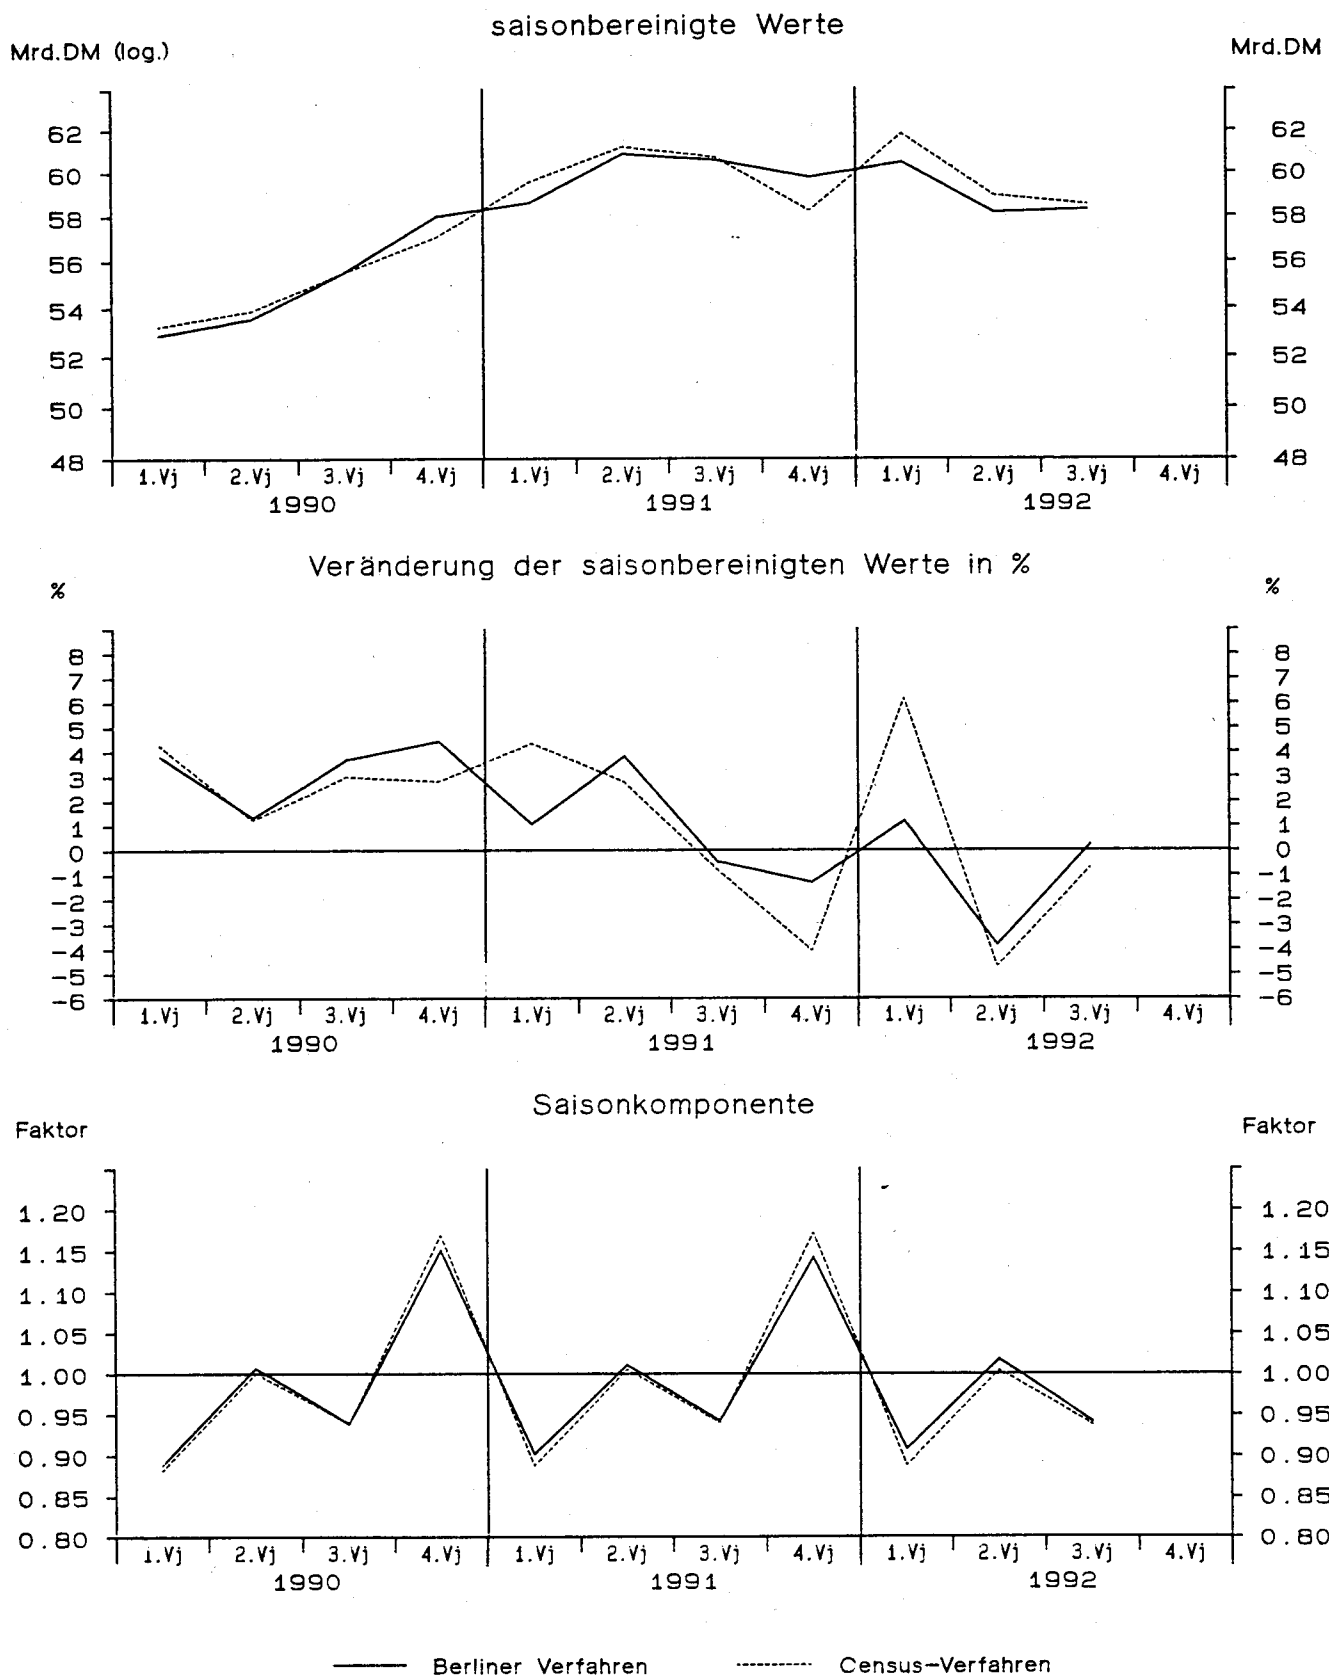 saisonbereinigte Werte
Mrd.DM (log.) Mrd.DM
62 62
60 60
58 58
56 56
54 54
52 52
50 50
48 48
1.Vj 2.Vj 3.Vj 4.Vj 1.Vj 2.Vj 3.Vj 4.Vj 1.Vj 2.Vj 3.Vj 4.Vj
1990 1991 1992
Veränderung der saisonbereinigten Werte in %
% %
8 8
7 7
6 6
5 5
4 4
3 3
2 2
1 1
0 0
-1 -1
-2 -2
-3 -3
-4 -4
-5 -5
-6 -6
1.Vj 2.Vj 3.Vj 4.Vj 1.Vj 2.Vj 3.Vj 4.Vj 1.Vj 2.Vj 3.Vj 4.Vj
1990 1991 1992
Saisonkomponente
Faktor Faktor
1.20 1.20
1.15 1.15
1.10 1.10
1.05 1.05
1.00 1.00
0.95 0.95
0.90 0.90
0.85 0.85
0.80 0.80
1.Vj 2.Vj 3.Vj 4.Vj 1.Vj 2.Vj 3.Vj 4.Vj 1.Vj 2.Vj 3.Vj 4.Vj
1990 1991 1992
Berliner Verfahren Census-Verfahren